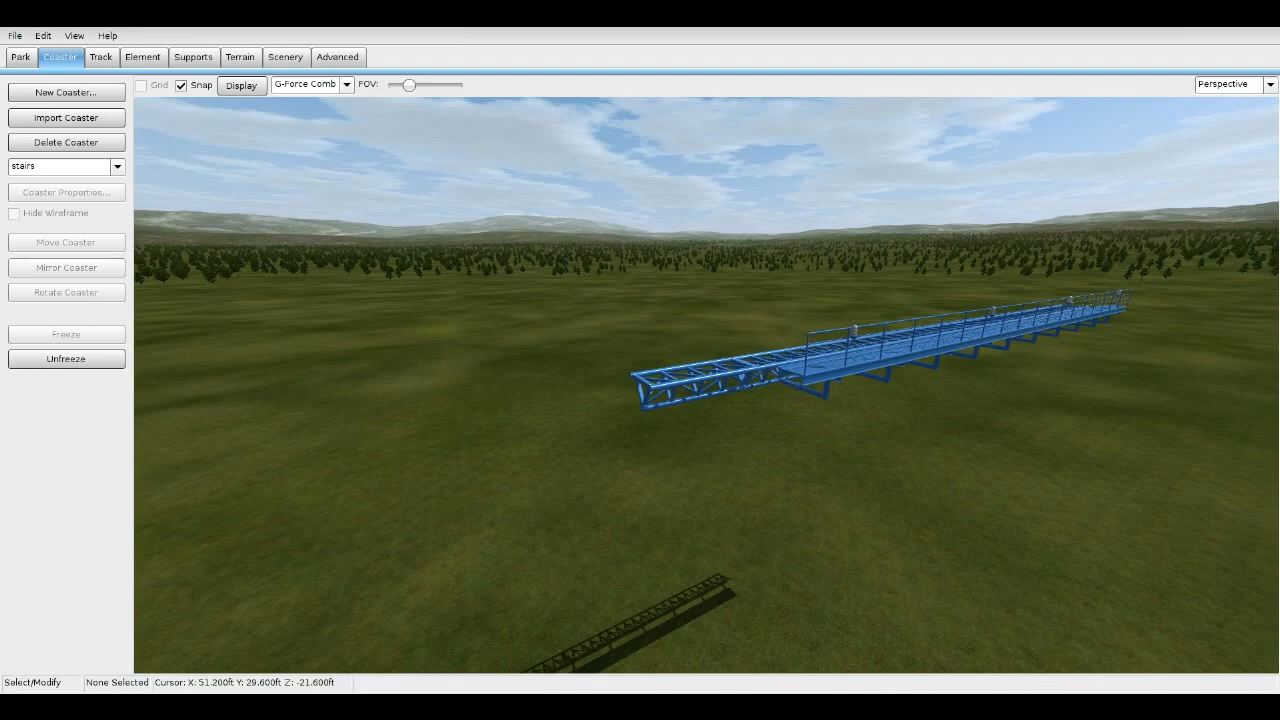 File Edit View Help
Park Coaster Track Element Supports Terrain Scenery Advanced
Grid Snap Display G-Force Comb FOV: Perspective
New Coaster...
Import Coaster
Delete Coaster
stairs
Coaster Properties...
Hide Wireframe
Move Coaster
Mirror Coaster
Rotate Coaster
Freeze
Unfreeze
Select/Modify None Selected Cursor: X: 51.200ft Y: 29.600ft Z: -21.600ft